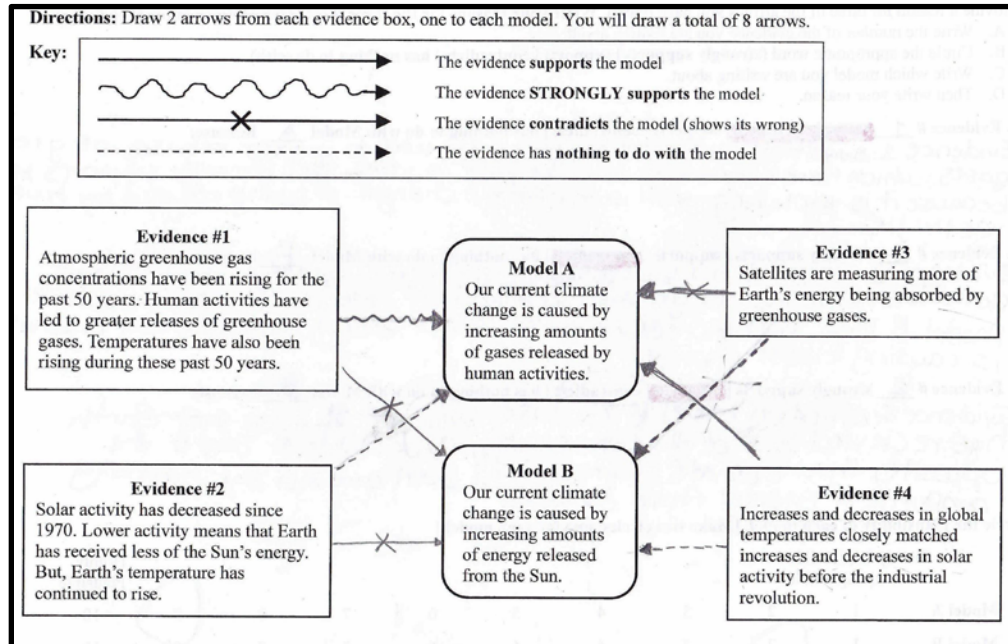 Directions: Draw 2 arrows from each evidence box, one to each model. You will draw a total of 8 arrows.
Key:
The evidence supports the model
The evidence STRONGLY supports the model
The evidence contradicts the model (shows its wrong)
The evidence has nothing to do with the model
Evidence #1
Atmospheric greenhouse gas
concentrations have been rising for the
past 50 years. Human activities have
led to greater releases of greenhouse
gases. Temperatures have also been
rising during these past 50 years.
Model A
Our current climate
change is caused by
increasing amounts
of gases released by
human activities.
Evidence #3
Satellites are measuring more of
Earth's energy being absorbed by
greenhouse gases.
Evidence #2
Solar activity has decreased since
1970. Lower activity means that Earth
has received less of the Sun's energy.
But, Earth's temperature has
continued to rise.
Model B
Our current climate
change is caused by
increasing amounts
of energy released
from the Sun.
Evidence #4
Increases and decreases in global
temperatures closely matched
increases and decreases in solar
activity before the industrial
revolution.